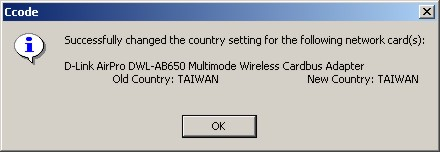 Ccode
Successfully changed the country setting for the following network card(s):
D-Link AirPro DWL-AB650 Multimode Wireless Cardbus Adapter
Old Country: TAIWAN New Country: TAIWAN
OK